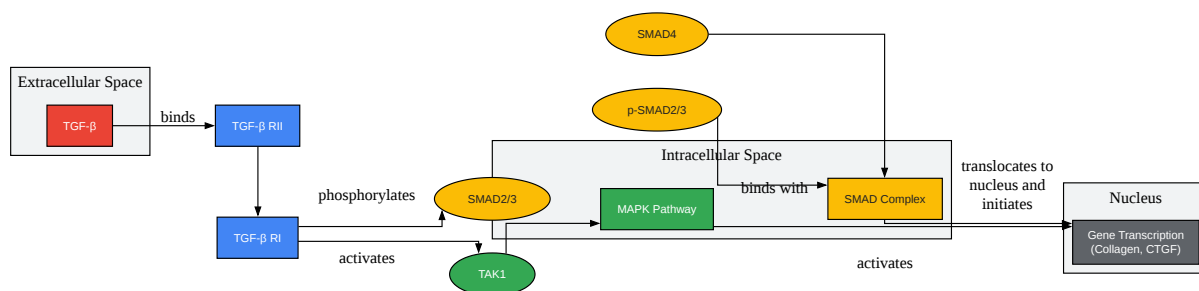 SMAD4
Extracellular Space
TGF-β
binds
TGF-β RII
p-SMAD2/3
Intracellular Space
phosphorylates
SMAD2/3
MAPK Pathway
binds with
SMAD Complex
translocates to
nucleus and
initiates
Nucleus
TGF-β RI
activates
TAK1
activates
Gene Transcription
(Collagen, CTGF)